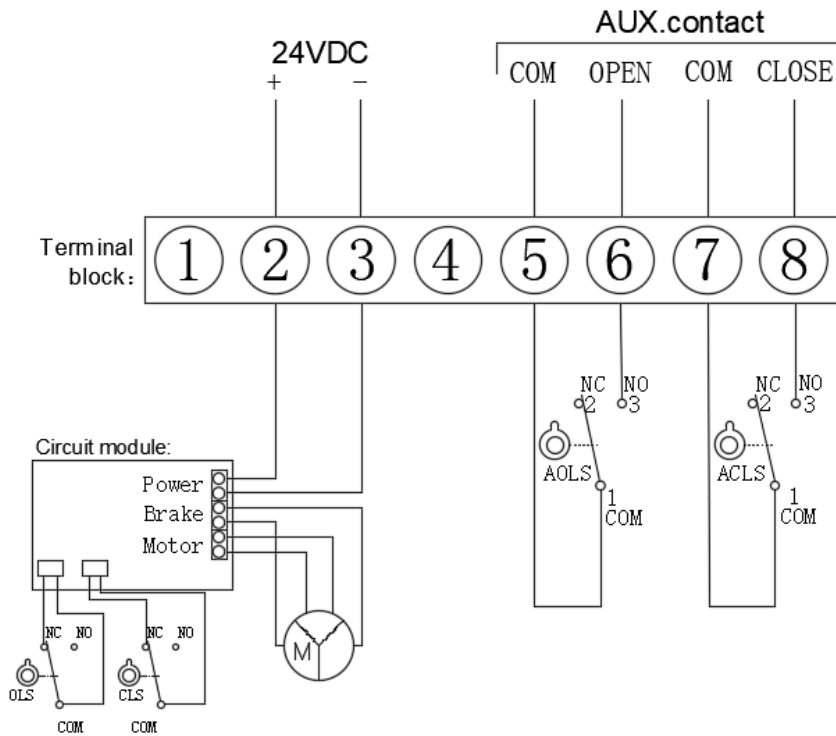 AUX.contact
24VDC
+ −
COM OPEN COM CLOSE
Terminal block:
1 2 3 4 5 6 7 8
NC NO NC NO
2 3 2 3
AOLS ACLS
1 1
COM COM
Circuit module:
Power
Brake
Motor
M
NC NO NC NO
OLS CLS
COM COM